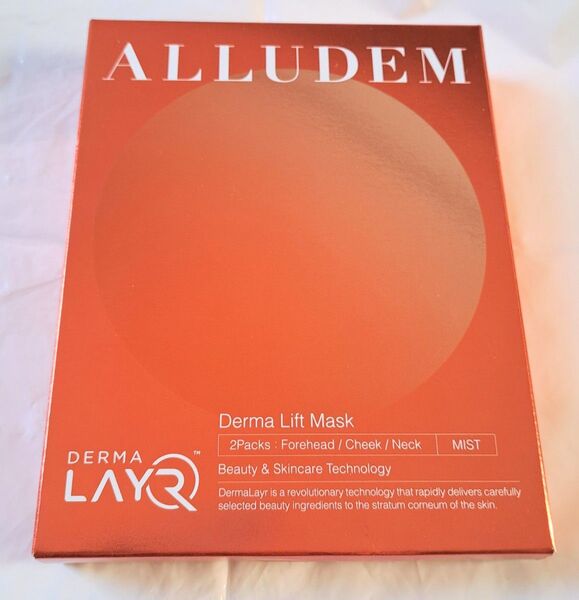 ALLUDEM
Derma Lift Mask
2Packs : Forehead / Cheek / Neck MIST
DERMA
LAYR™
Beauty & Skincare Technology
DermaLayr is a revolutionary technology that rapidly delivers carefully
selected beauty ingredients to the stratum corneum of the skin.